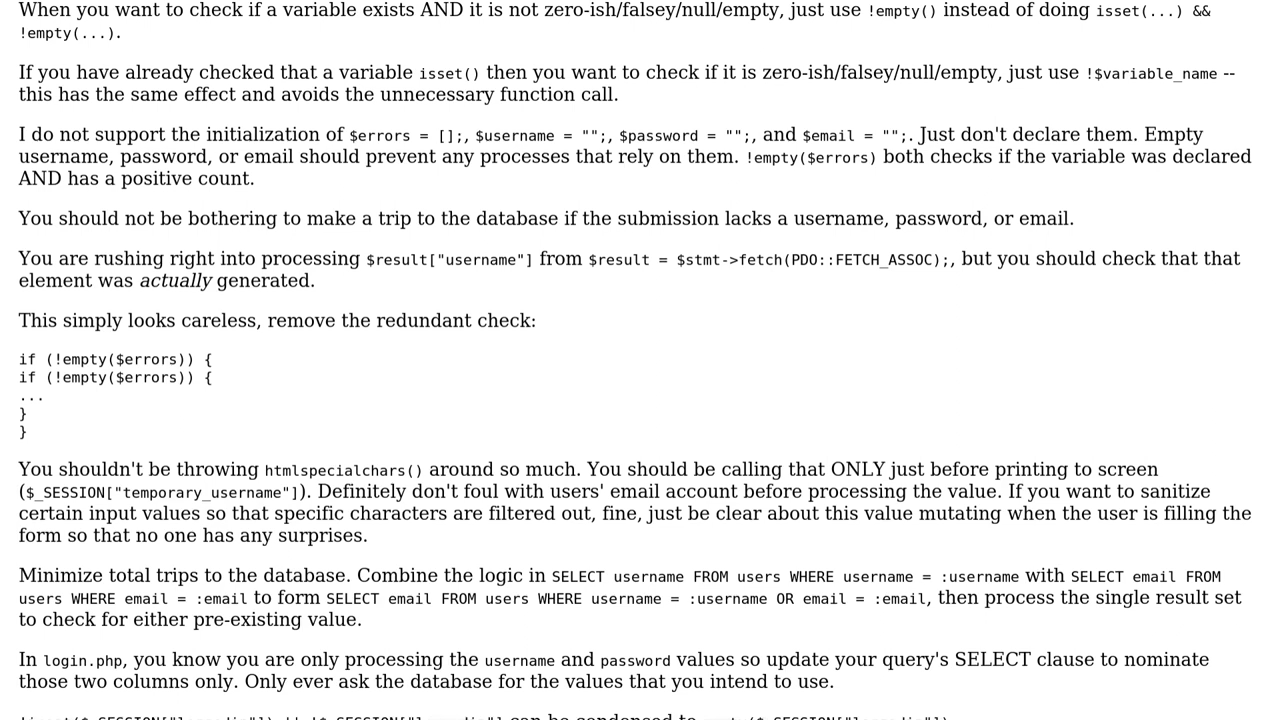 When you want to check if a variable exists AND it is not zero-ish/falsey/null/empty, just use !empty() instead of doing isset(...) &&
!empty(...).
If you have already checked that a variable isset() then you want to check if it is zero-ish/falsey/null/empty, just use !$variable_name --
this has the same effect and avoids the unnecessary function call.
I do not support the initialization of $errors = [];, $username = "";, $password = "";, and $email = "";. Just don't declare them. Empty
username, password, or email should prevent any processes that rely on them. !empty($errors) both checks if the variable was declared
AND has a positive count.
You should not be bothering to make a trip to the database if the submission lacks a username, password, or email.
You are rushing right into processing $result["username"] from $result = $stmt->fetch(PDO::FETCH_ASSOC);, but you should check that that
element was actually generated.
This simply looks careless, remove the redundant check:
if (!empty($errors)) {
if (!empty($errors)) {
...
}
}
You shouldn't be throwing htmlspecialchars() around so much. You should be calling that ONLY just before printing to screen
($_SESSION["temporary_username"]). Definitely don't foul with users' email account before processing the value. If you want to sanitize
certain input values so that specific characters are filtered out, fine, just be clear about this value mutating when the user is filling the
form so that no one has any surprises.
Minimize total trips to the database. Combine the logic in SELECT username FROM users WHERE username = :username with SELECT email FROM
users WHERE email = :email to form SELECT email FROM users WHERE username = :username OR email = :email, then process the single result set
to check for either pre-existing value.
In login.php, you know you are only processing the username and password values so update your query's SELECT clause to nominate
those two columns only. Only ever ask the database for the values that you intend to use.
can be condensed to